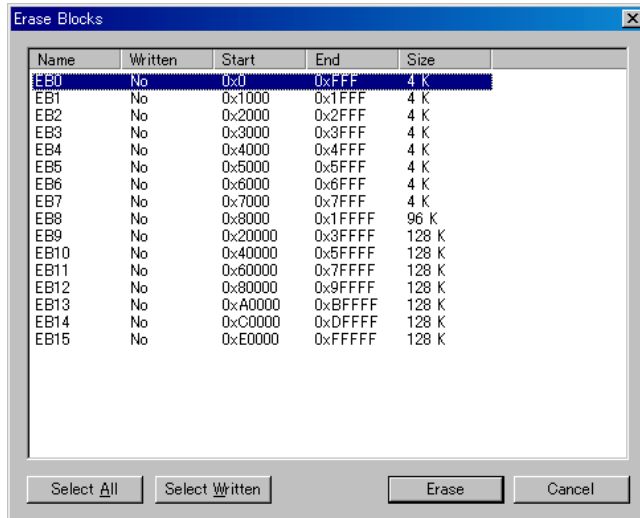 Erase Blocks
Name Written Start End Size
EB0 No 0x0 0xFFF 4 K
EB1 No 0x1000 0x1FFF 4 K
EB2 No 0x2000 0x2FFF 4 K
EB3 No 0x3000 0x3FFF 4 K
EB4 No 0x4000 0x4FFF 4 K
EB5 No 0x5000 0x5FFF 4 K
EB6 No 0x6000 0x6FFF 4 K
EB7 No 0x7000 0x7FFF 4 K
EB8 No 0x8000 0x1FFFF 96 K
EB9 No 0x20000 0x3FFFF 128 K
EB10 No 0x40000 0x5FFFF 128 K
EB11 No 0x60000 0x7FFFF 128 K
EB12 No 0x80000 0x9FFFF 128 K
EB13 No 0xA0000 0xBFFFF 128 K
EB14 No 0xC0000 0xDFFFF 128 K
EB15 No 0xE0000 0xFFFFF 128 K
Select All Select Written Erase Cancel